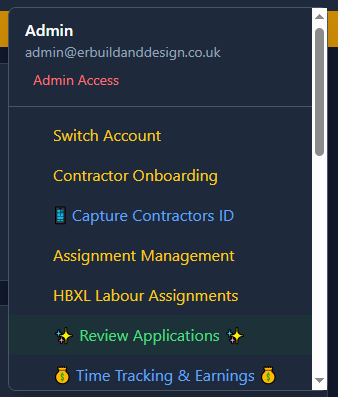 Admin
admin@erbuildanddesign.co.uk
Admin Access
Switch Account
Contractor Onboarding
📱 Capture Contractors ID
Assignment Management
HBXL Labour Assignments
✨ Review Applications ✨
💰 Time Tracking & Earnings 💰